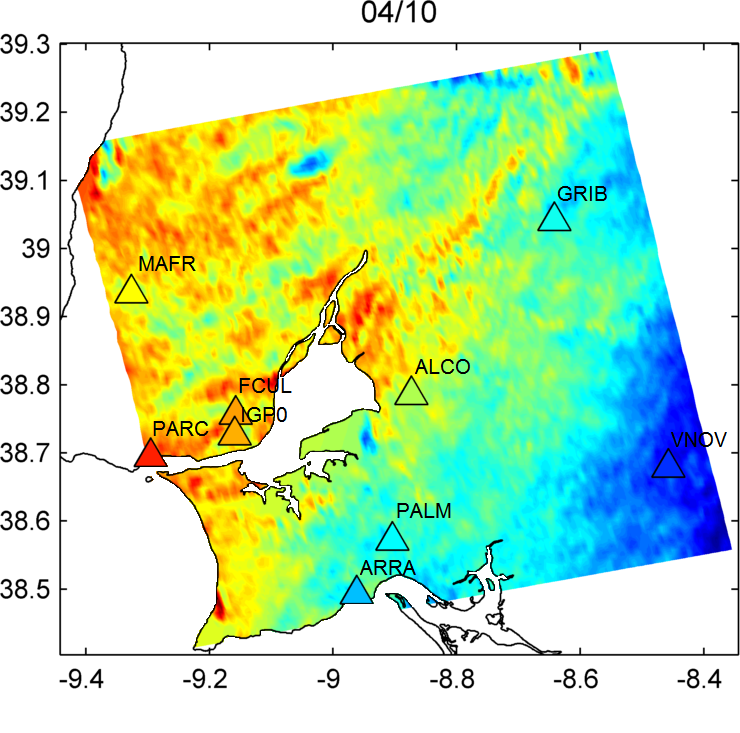 04/10
39.3
39.2
39.1
GRIB
39
MAFR
38.9
ALCO
38.8
FCUL
IGP0
PARC
VNOV
38.7
PALM
38.6
ARRA
38.5
-9.4 -9.2 -9 -8.8 -8.6 -8.4